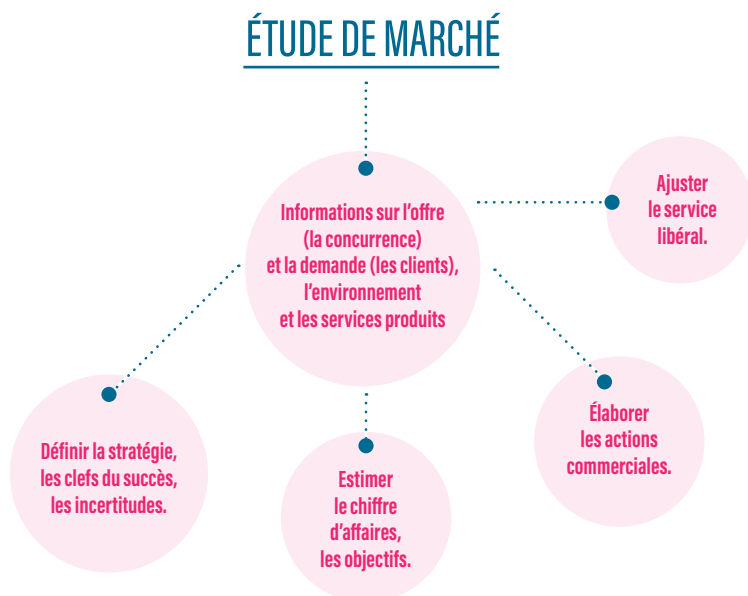 ÉTUDE DE MARCHÉ
Informations sur l'offre
(la concurrence)
et la demande (les clients),
l'environnement
et les services produits
Ajuster
le service
libéral.
Définir la stratégie,
les clefs du succès,
les incertitudes.
Estimer
le chiffre
d'affaires,
les objectifs.
Élaborer
les actions
commerciales.